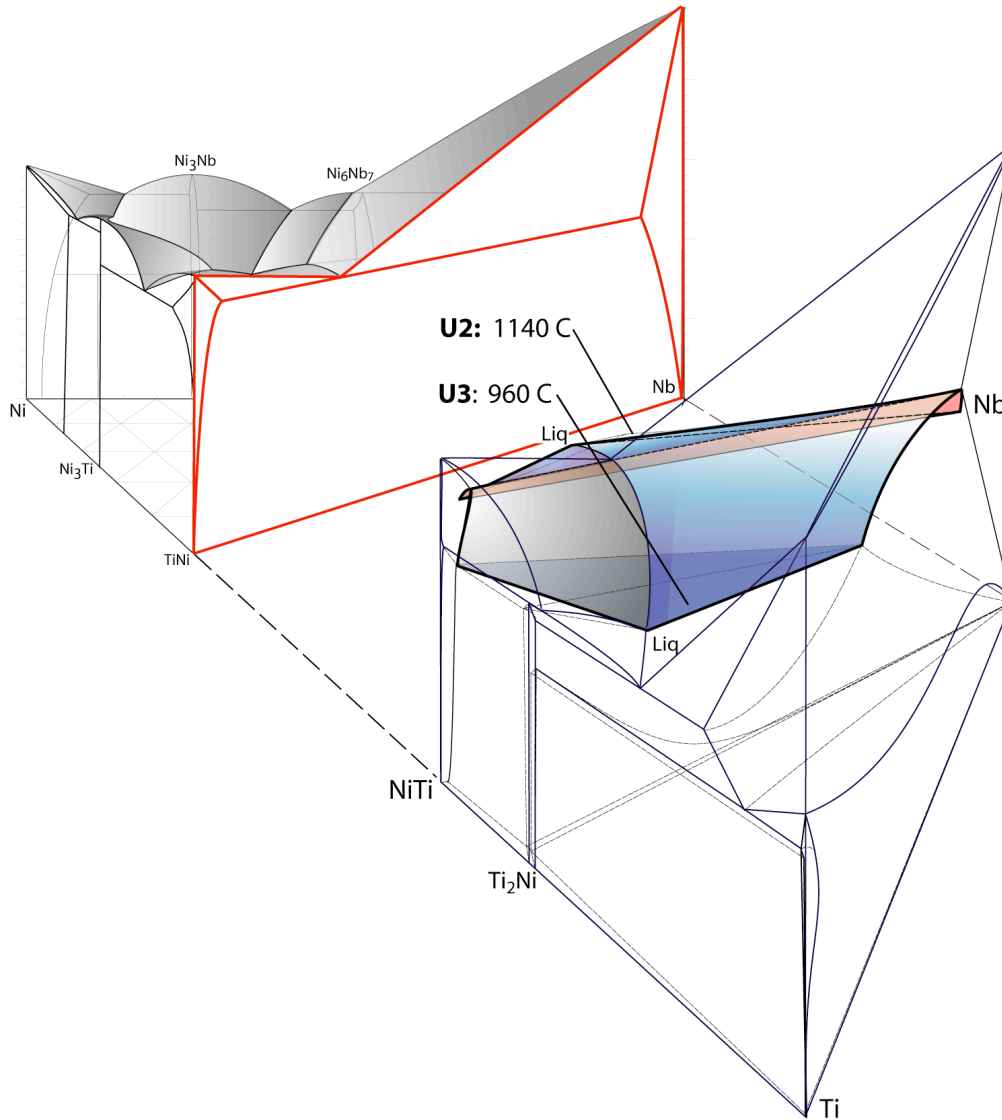 Ni₃Nb
Ni₆Nb₇
U2: 1140 C
U3: 960 C
Nb
Ni
Nb
Liq
Ni₃Ti
TiNi
Liq
NiTi
Ti₂Ni
Ti